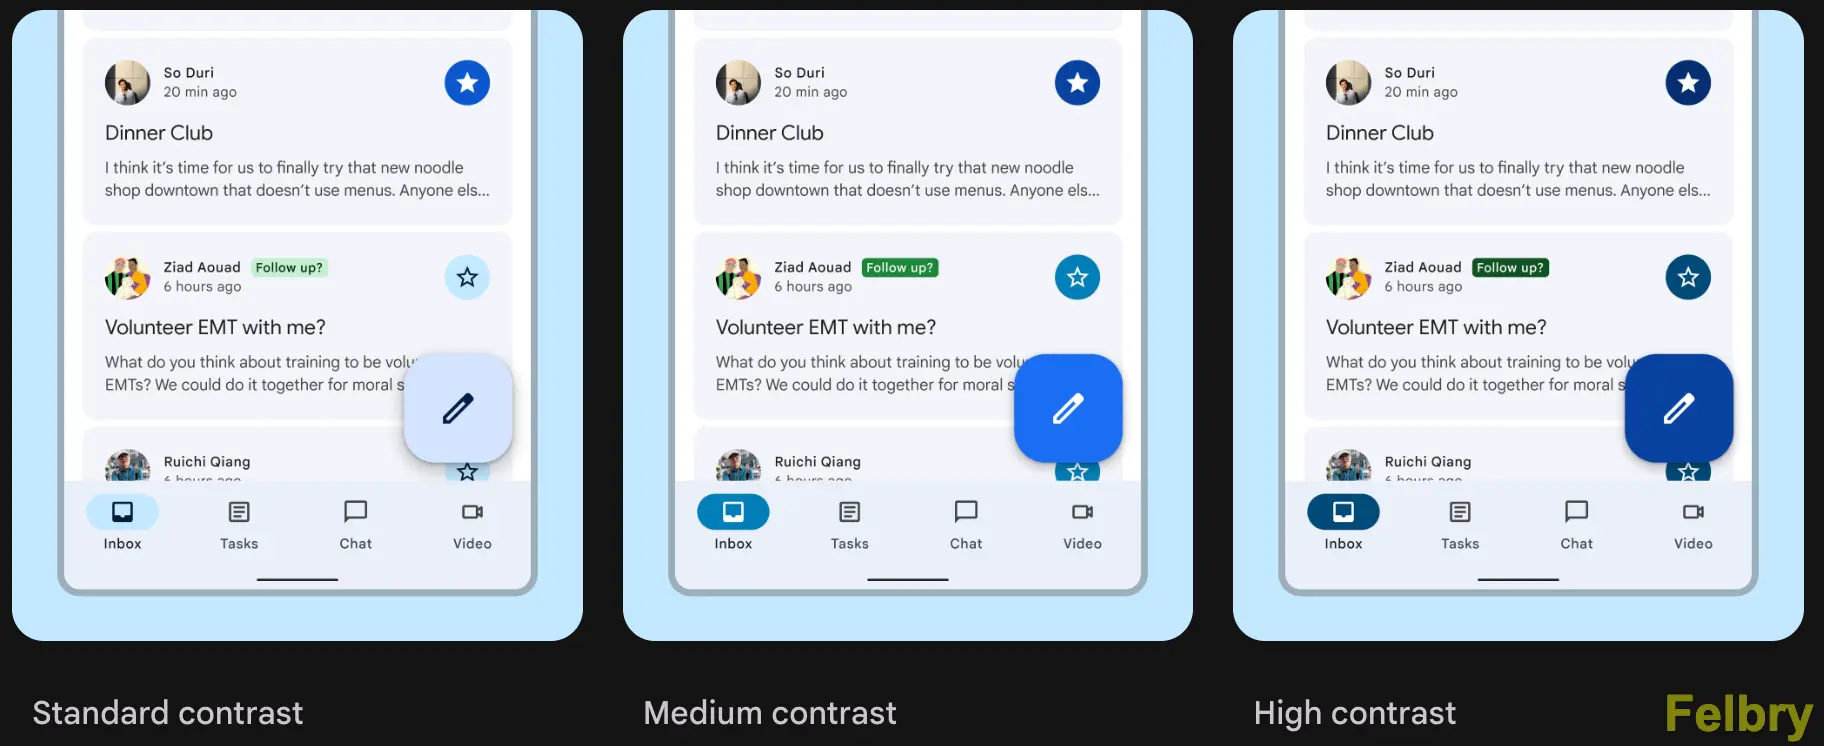 So Duri
20 min ago
Dinner Club
I think it's time for us to finally try that new noodle
shop downtown that doesn't use menus. Anyone els...
Ziad Aouad Follow up?
6 hours ago
Volunteer EMT with me?
What do you think about training to be volu
EMTs? We could do it together for moral s
Ruichi Qiang
6 hours ago
Inbox Tasks Chat Video
Standard contrast
So Duri
20 min ago
Dinner Club
I think it's time for us to finally try that new noodle
shop downtown that doesn't use menus. Anyone els...
Ziad Aouad Follow up?
6 hours ago
Volunteer EMT with me?
What do you think about training to be volu
EMTs? We could do it together for moral s
Ruichi Qiang
6 hours ago
Inbox Tasks Chat Video
Medium contrast
So Duri
20 min ago
Dinner Club
I think it's time for us to finally try that new noodle
shop downtown that doesn't use menus. Anyone els...
Ziad Aouad Follow up?
6 hours ago
Volunteer EMT with me?
What do you think about training to be volu
EMTs? We could do it together for moral s
Ruichi Qiang
6 hours ago
Inbox Tasks Chat Video
High contrast
Felbry